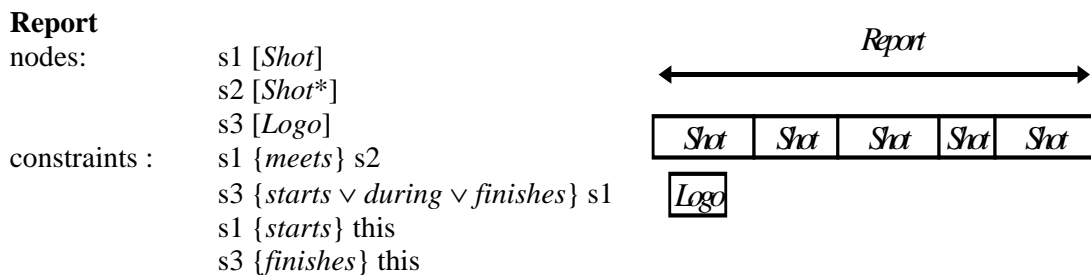 Report
nodes: s1 [Shot]
s2 [Shot*]
s3 [Logo]
constraints : s1 {meets} s2
s3 {starts ∨ during ∨ finishes} s1
s1 {starts} this
s3 {finishes} this
Report
Shot Shot Shot Shot Shot
Logo